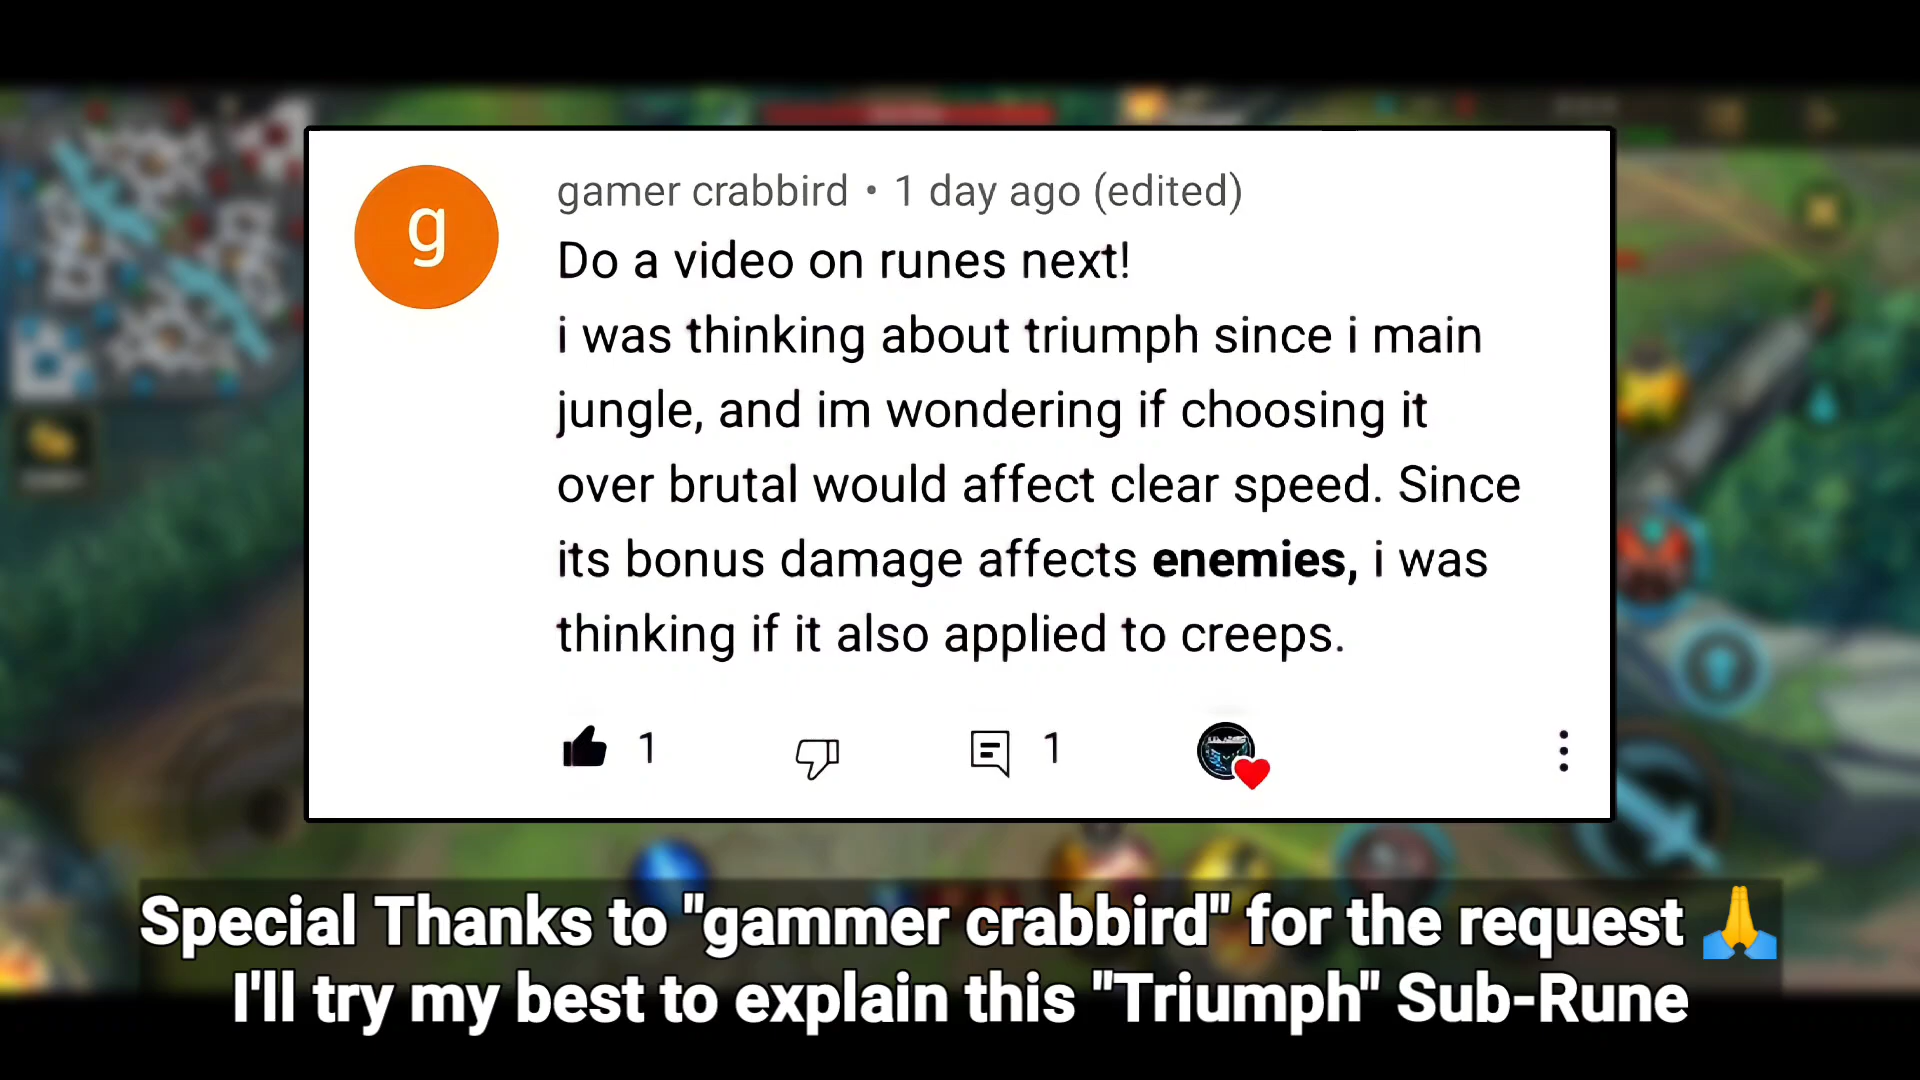 g
gamer crabbird • 1 day ago (edited)
Do a video on runes next!
i was thinking about triumph since i main
jungle, and im wondering if choosing it
over brutal would affect clear speed. Since
its bonus damage affects enemies, i was
thinking if it also applied to creeps.
1
1
Special Thanks to "gammer crabbird" for the request 🙏
I'll try my best to explain this "Triumph" Sub-Rune